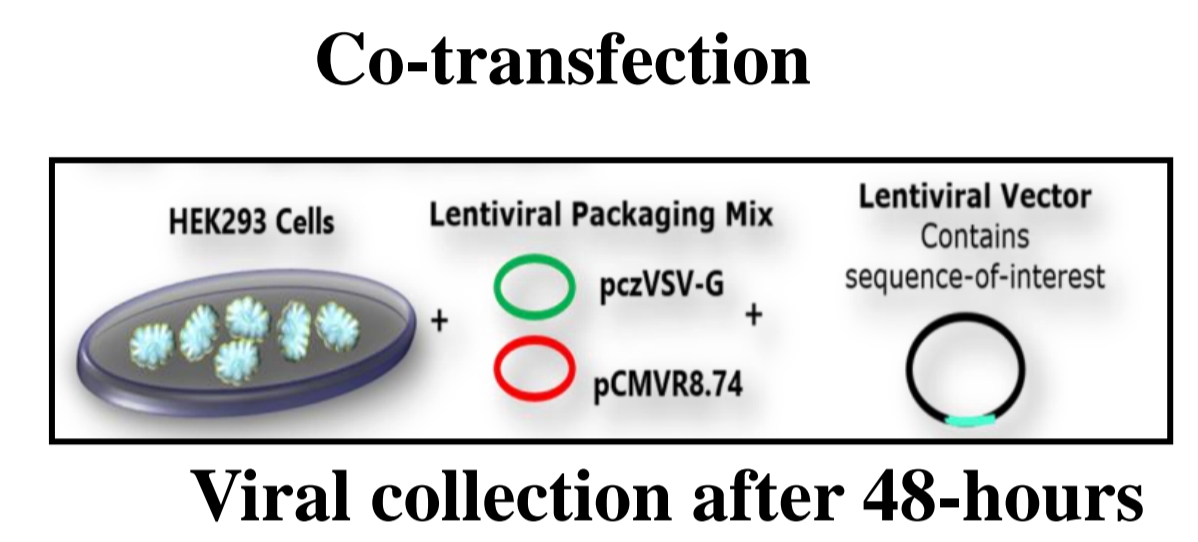 Co-transfection
HEK293 Cells
+
Lentiviral Packaging Mix
pczVSV-G
pCMVR8.74
+
Lentiviral Vector
Contains
sequence-of-interest
Viral collection after 48-hours